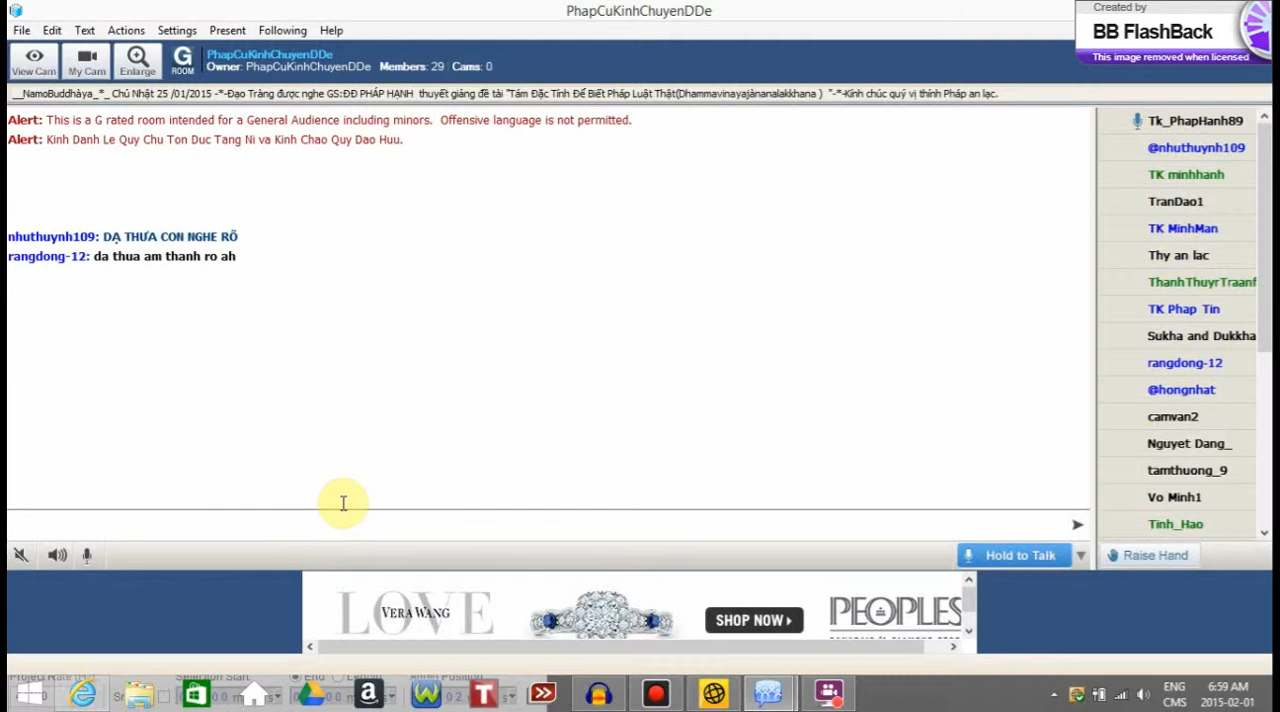 PhapCuKinhChuyenDDe
Created by
BB FlashBack
This image removed when licensed
File Edit Text Actions Settings Present Following Help
View Cam My Cam Enlarge G ROOM
PhapCuKinhChuyenDDe
Owner: PhapCuKinhChuyenDDe Members: 29 Cams: 0
__NamoBuddhàya_*_ Chủ Nhật 25 /01/2015 -*-Đạo Tràng được nghe GS:ĐĐ PHÁP HẠNH thuyết giảng đề tài "Tám Đặc Tính Để Biết Pháp Luật Thật(Dhammavinayajànanalakkhana ) "-*-Kính chúc quý vị thính Pháp an lạc.
Alert: This is a G rated room intended for a General Audience including minors. Offensive language is not permitted.
Alert: Kinh Danh Le Quy Chu Ton Duc Tang Ni va Kinh Chao Quy Dao Huu.
nhuthuynh109: DẠ THƯA CON NGHE RÕ
rangdong-12: da thua am thanh ro ah
Tk_PhapHanh89
@nhuthuynh109
TK minhhanh
TranDao1
TK MinhMan
Thy an lac
ThanhThuyrTraanf
TK Phap Tin
Sukha and Dukkha
rangdong-12
@hongnhat
camvan2
Nguyet Dang_
tamthuong_9
Vo Minh1
Tinh_Hao
Hold to Talk
Raise Hand
LOVE VERA WANG
SHOP NOW
PEOPLES
Project Rate
Selection Start End Length
Position
ENG 6:59 AM
CMS 2015-02-01